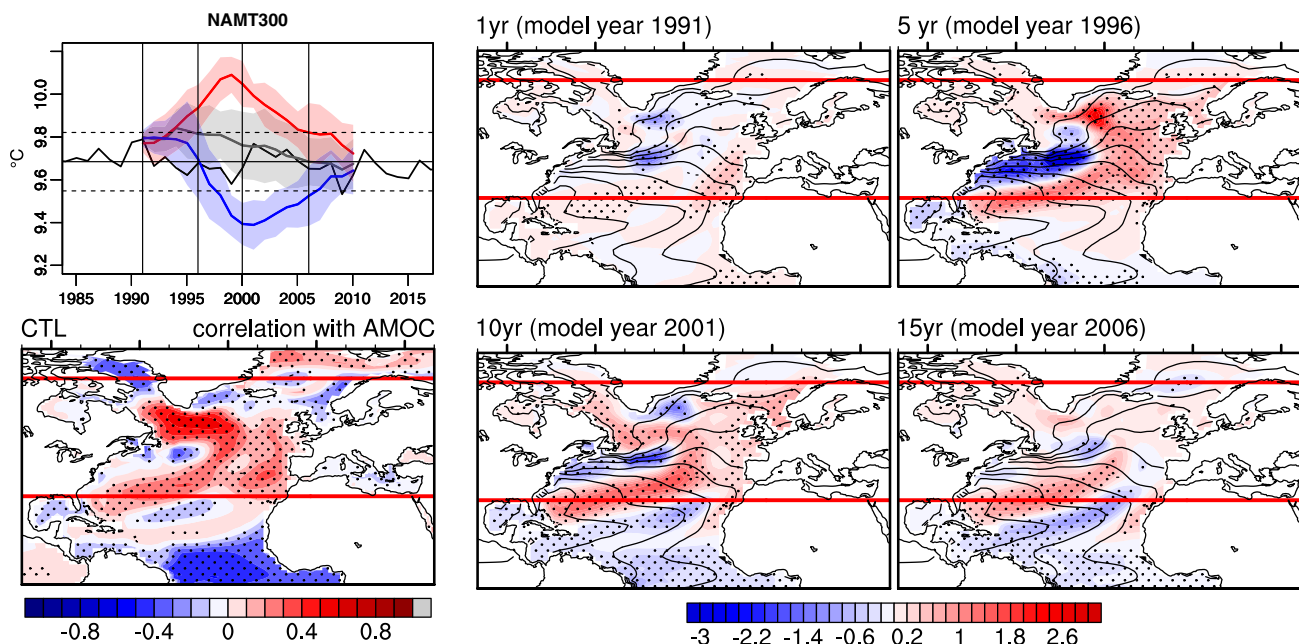 NAMT300
°C
10.0
9.8
9.6
9.4
9.2
1985 1990 1995 2000 2005 2010 2015
1yr (model year 1991)
5 yr (model year 1996)
CTL correlation with AMOC
10yr (model year 2001)
15yr (model year 2006)
-0.8 -0.4 0 0.4 0.8
-3 -2.2 -1.4 -0.6 0.2 1 1.8 2.6